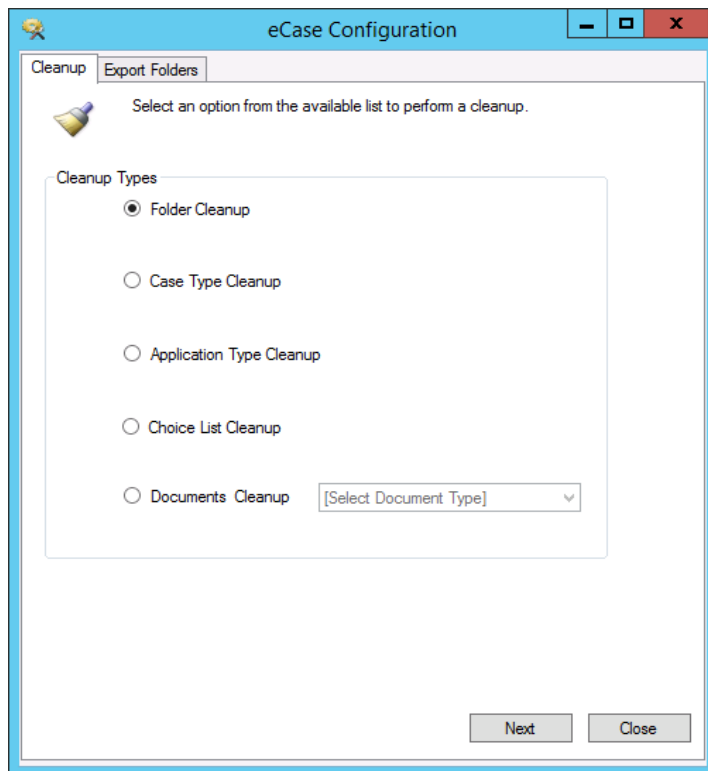 eCase Configuration
Cleanup
Export Folders
Select an option from the available list to perform a cleanup.
Cleanup Types
Folder Cleanup
Case Type Cleanup
Application Type Cleanup
Choice List Cleanup
Documents Cleanup
[Select Document Type]
Next
Close